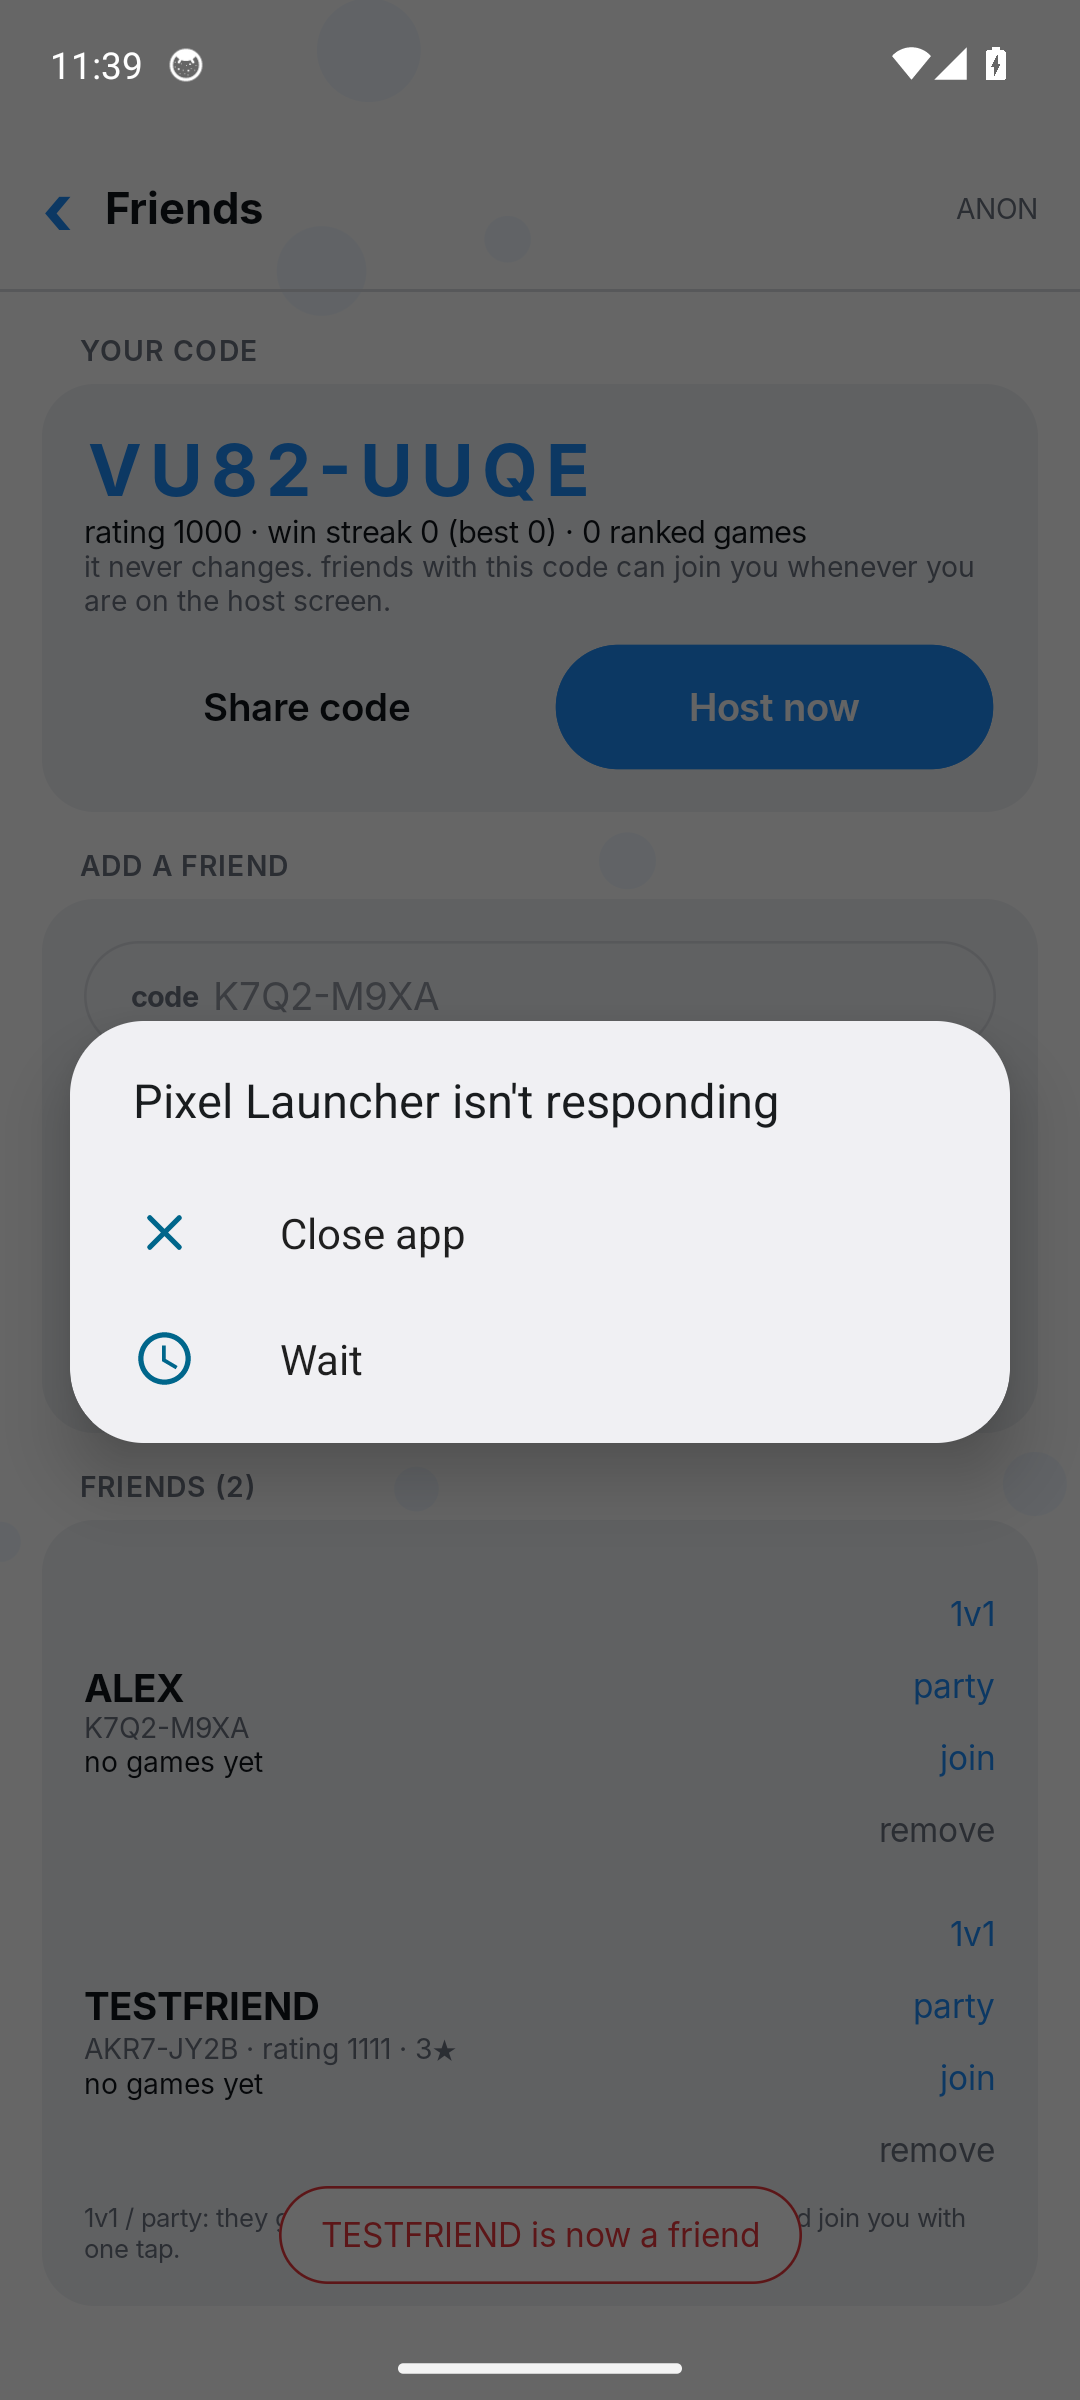 11:39
Friends
ANON
YOUR CODE
VU82-UUQE
rating 1000 · win streak 0 (best 0) · 0 ranked games
it never changes. friends with this code can join you whenever you
are on the host screen.
Share code
Host now
ADD A FRIEND
code K7Q2-M9XA
Pixel Launcher isn't responding
Close app
Wait
FRIENDS (2)
1v1
ALEX
party
K7Q2-M9XA
no games yet
join
remove
1v1
TESTFRIEND
party
AKR7-JY2B · rating 1111 · 3★
no games yet
join
remove
1v1 / party: they
join you with
one tap.
TESTFRIEND is now a friend